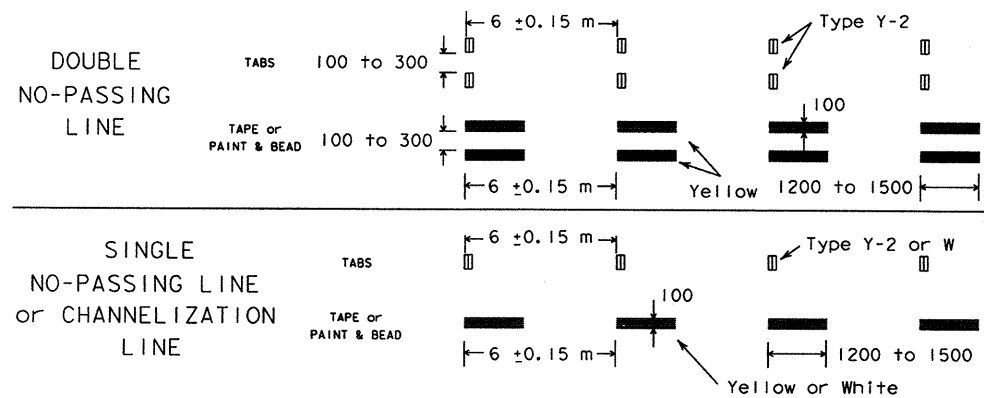 DOUBLE
NO-PASSING
LINE
TABS
100 to 300
6 ±0.15 m
Type Y-2
TAPE or
PAINT & BEAD
100 to 300
100
6 ±0.15 m
Yellow
1200 to 1500
SINGLE
NO-PASSING LINE
or CHANNELIZATION
LINE
TABS
6 ±0.15 m
Type Y-2 or W
TAPE or
PAINT & BEAD
100
6 ±0.15 m
1200 to 1500
Yellow or White